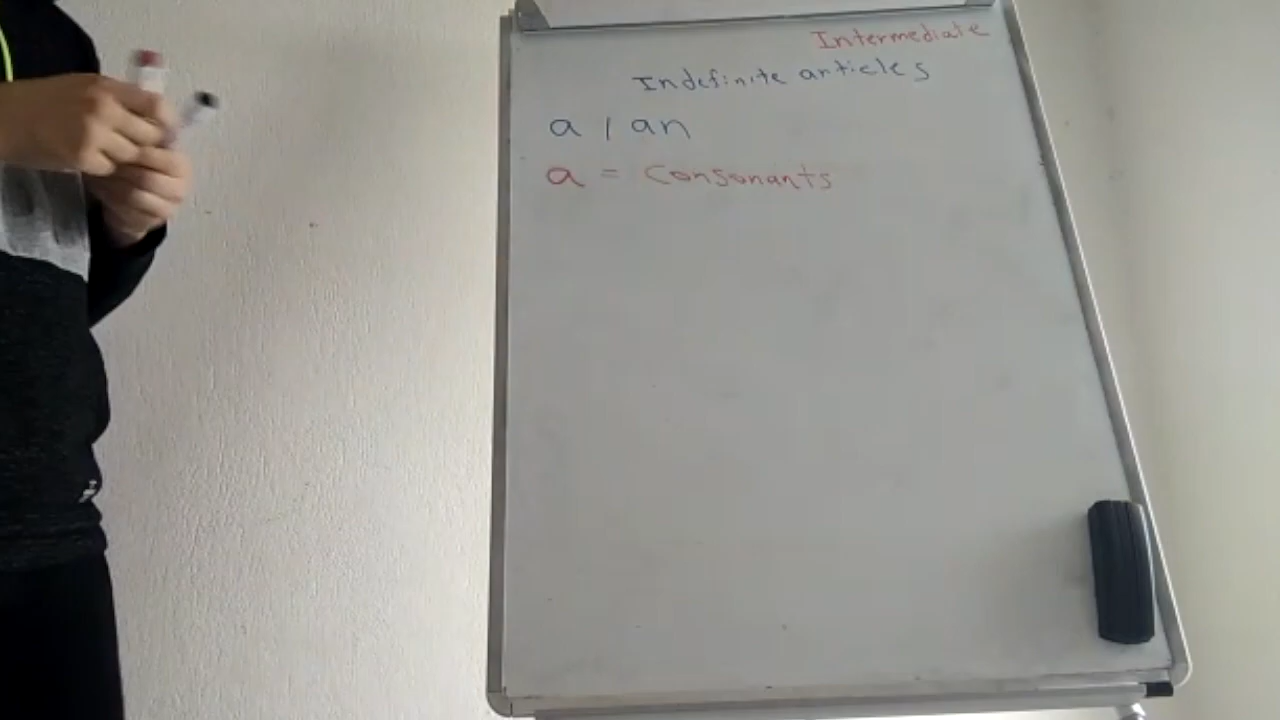 Intermediate
Indefinite articles
a / an
a = Consonants